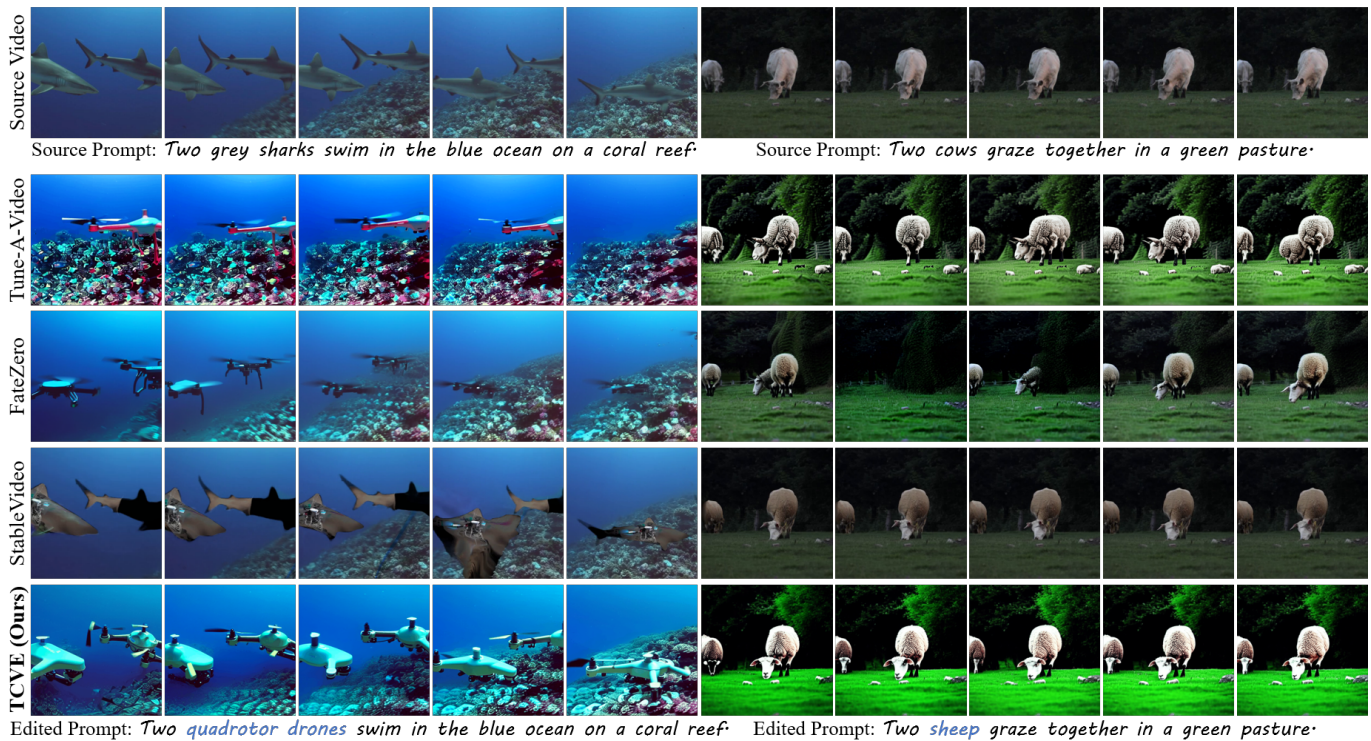 Source Video
Source Prompt: Two grey sharks swim in the blue ocean on a coral reef.
Source Prompt: Two cows graze together in a green pasture.
Tune-A-Video
FateZero
StableVideo
TCVE (Ours)
Edited Prompt: Two quadrotor drones swim in the blue ocean on a coral reef.
Edited Prompt: Two sheep graze together in a green pasture.